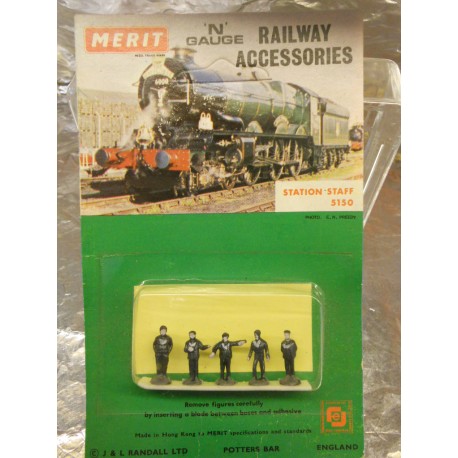 MERIT
'N' GAUGE
RAILWAY
ACCESSORIES
6000
STATION STAFF
5150
Remove figures carefully
by inserting a blade between bases and adhesive
Made in Hong Kong to MERIT specifications and standards
© J & L RANDALL LTD POTTERS BAR ENGLAND